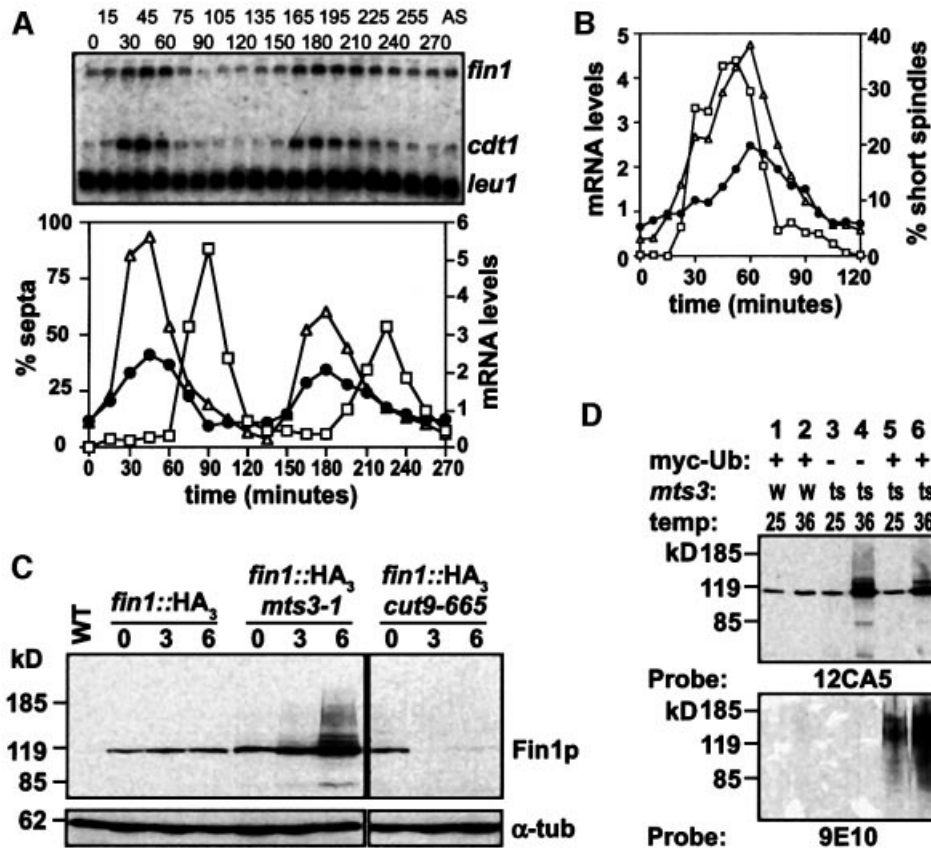 A
15 45 75 105 135 165 195 225 255 AS
0 30 60 90 120 150 180 210 240 270
fin1
cdt1
leu1
% septa
100
75
50
25
0
mRNA levels
6
5
4
3
2
1
0
0 30 60 90 120 150 180 210 240 270
time (minutes)
B
mRNA levels
5
4
3
2
1
0
% short spindles
40
30
20
10
0
0 30 60 90 120
time (minutes)
C
WT
fin1::HA3
fin1::HA3
mts3-1
fin1::HA3
cut9-665
0 3 6 0 3 6 0 3 6
kD
185
119
85
62
Fin1p
α-tub
D
1 2 3 4 5 6
myc-Ub: + + - - + +
mts3: w w ts ts ts ts
temp: 25 36 25 36 25 36
kD 185
119
85
Probe: 12CA5
kD 185
119
85
Probe: 9E10